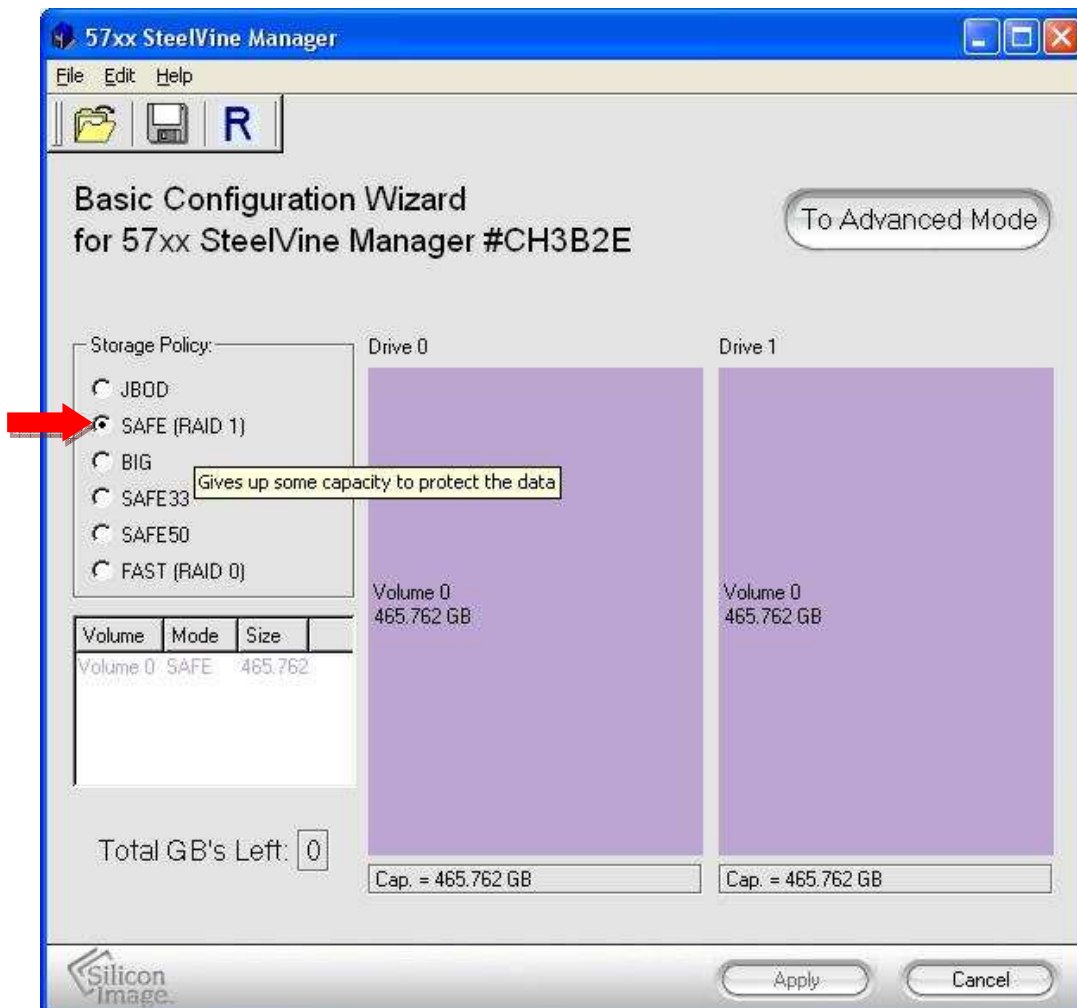 57xx SteelVine Manager
File Edit Help
R
Basic Configuration Wizard
for 57xx SteelVine Manager #CH3B2E
To Advanced Mode
Storage Policy:
JBOD
SAFE (RAID 1)
BIG
Gives up some capacity to protect the data
SAFE33
SAFE50
FAST (RAID 0)
Drive 0
Volume 0
465.762 GB
Cap. = 465.762 GB
Drive 1
Volume 0
465.762 GB
Cap. = 465.762 GB
Volume Mode Size
Volume 0 SAFE 465.762
Total GB's Left: 0
Silicon
Image.
Apply
Cancel